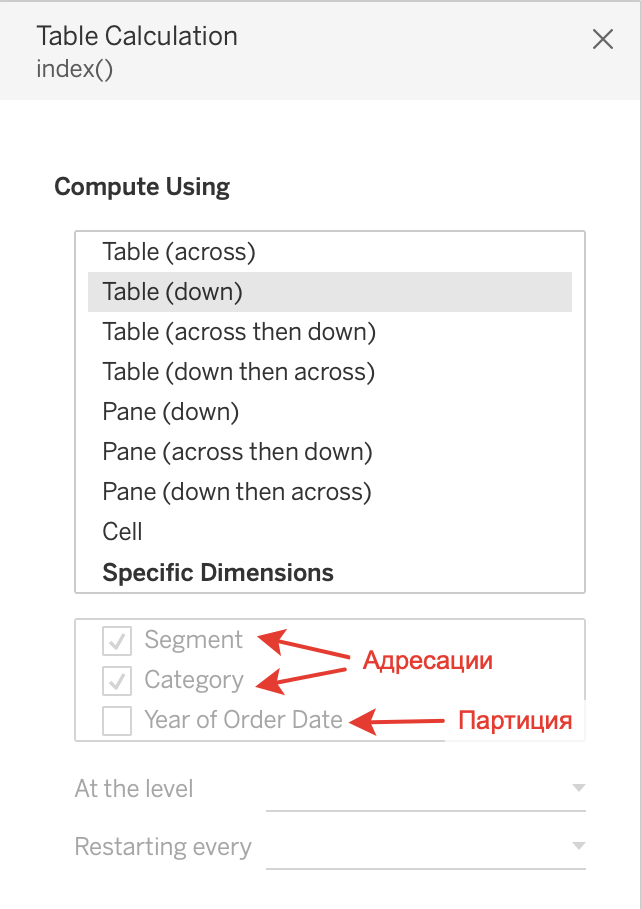 Table Calculation
index()
Compute Using
Table (across)
Table (down)
Table (across then down)
Table (down then across)
Pane (down)
Pane (across then down)
Pane (down then across)
Cell
Specific Dimensions
Segment
Адресации
Category
Year of Order Date
Партиция
At the level
Restarting every